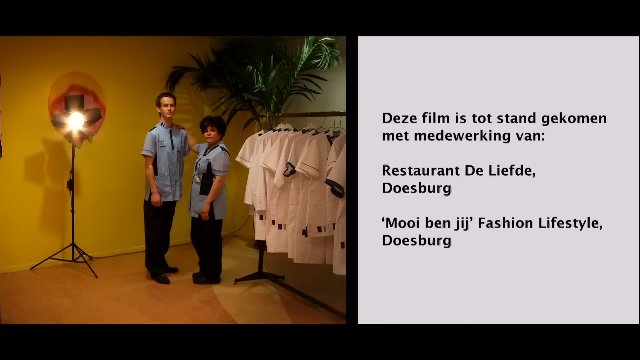 Deze film is tot stand gekomen
met medewerking van:
Restaurant De Liefde,
Doesburg
‘Mooi ben jij’ Fashion Lifestyle,
Doesburg